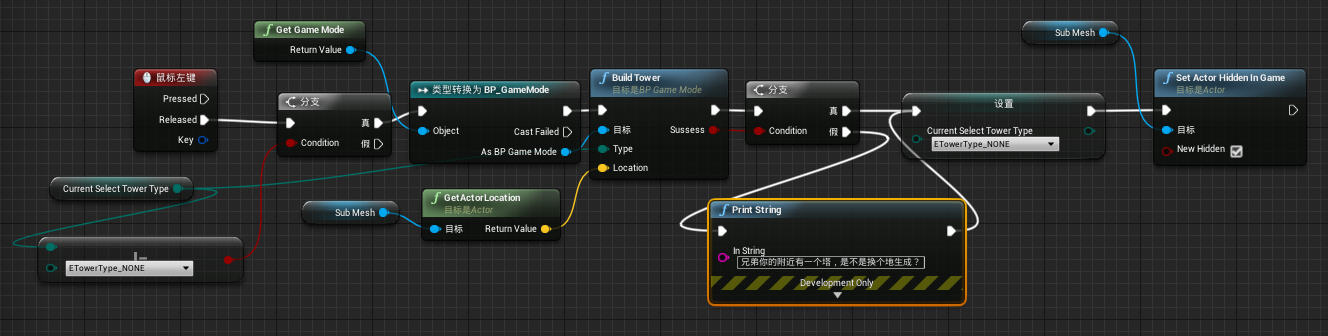 Get Game Mode
Return Value
鼠标左键
Pressed
Released
Key
分支
真
Condition
假
类型转换为 BP_GameMode
Object
Cast Failed
As BP Game Mode
Build Tower
目标是BP Game Mode
目标
Sussess
Type
Location
分支
真
Condition
假
设置
Current Select Tower Type
ETowerType_NONE
Sub Mesh
Set Actor Hidden In Game
目标是Actor
目标
New Hidden
Current Select Tower Type
ETowerType_NONE
Sub Mesh
GetActorLocation
目标是Actor
目标
Return Value
Print String
In String
兄弟你的附近有一个塔，是不是换个地生成？
Development Only